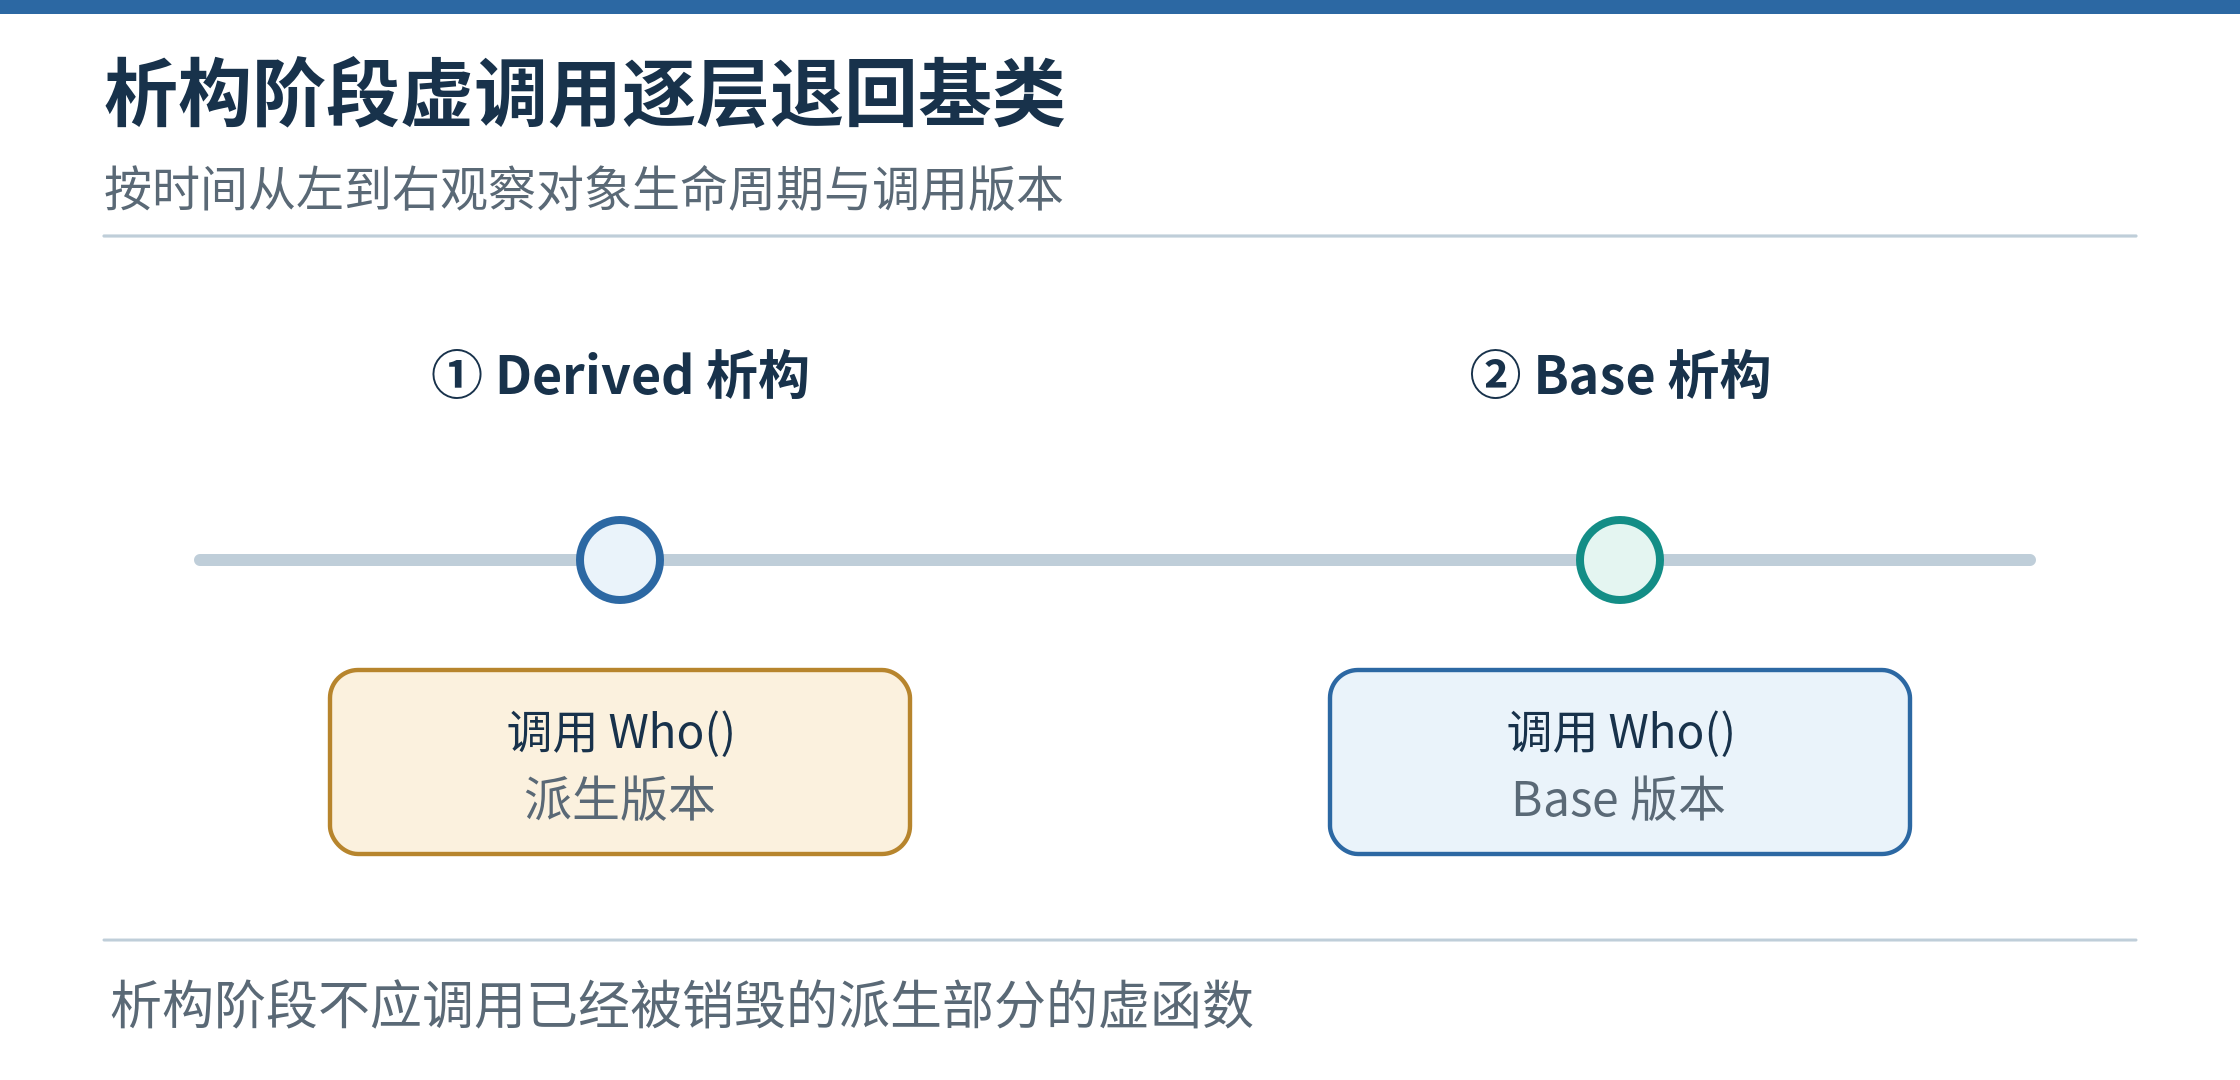 析构阶段虚调用逐层退回基类
按时间从左到右观察对象生命周期与调用版本
① Derived 析构
② Base 析构
调用 Who()
派生版本
调用 Who()
Base 版本
析构阶段不应调用已经被销毁的派生部分的虚函数